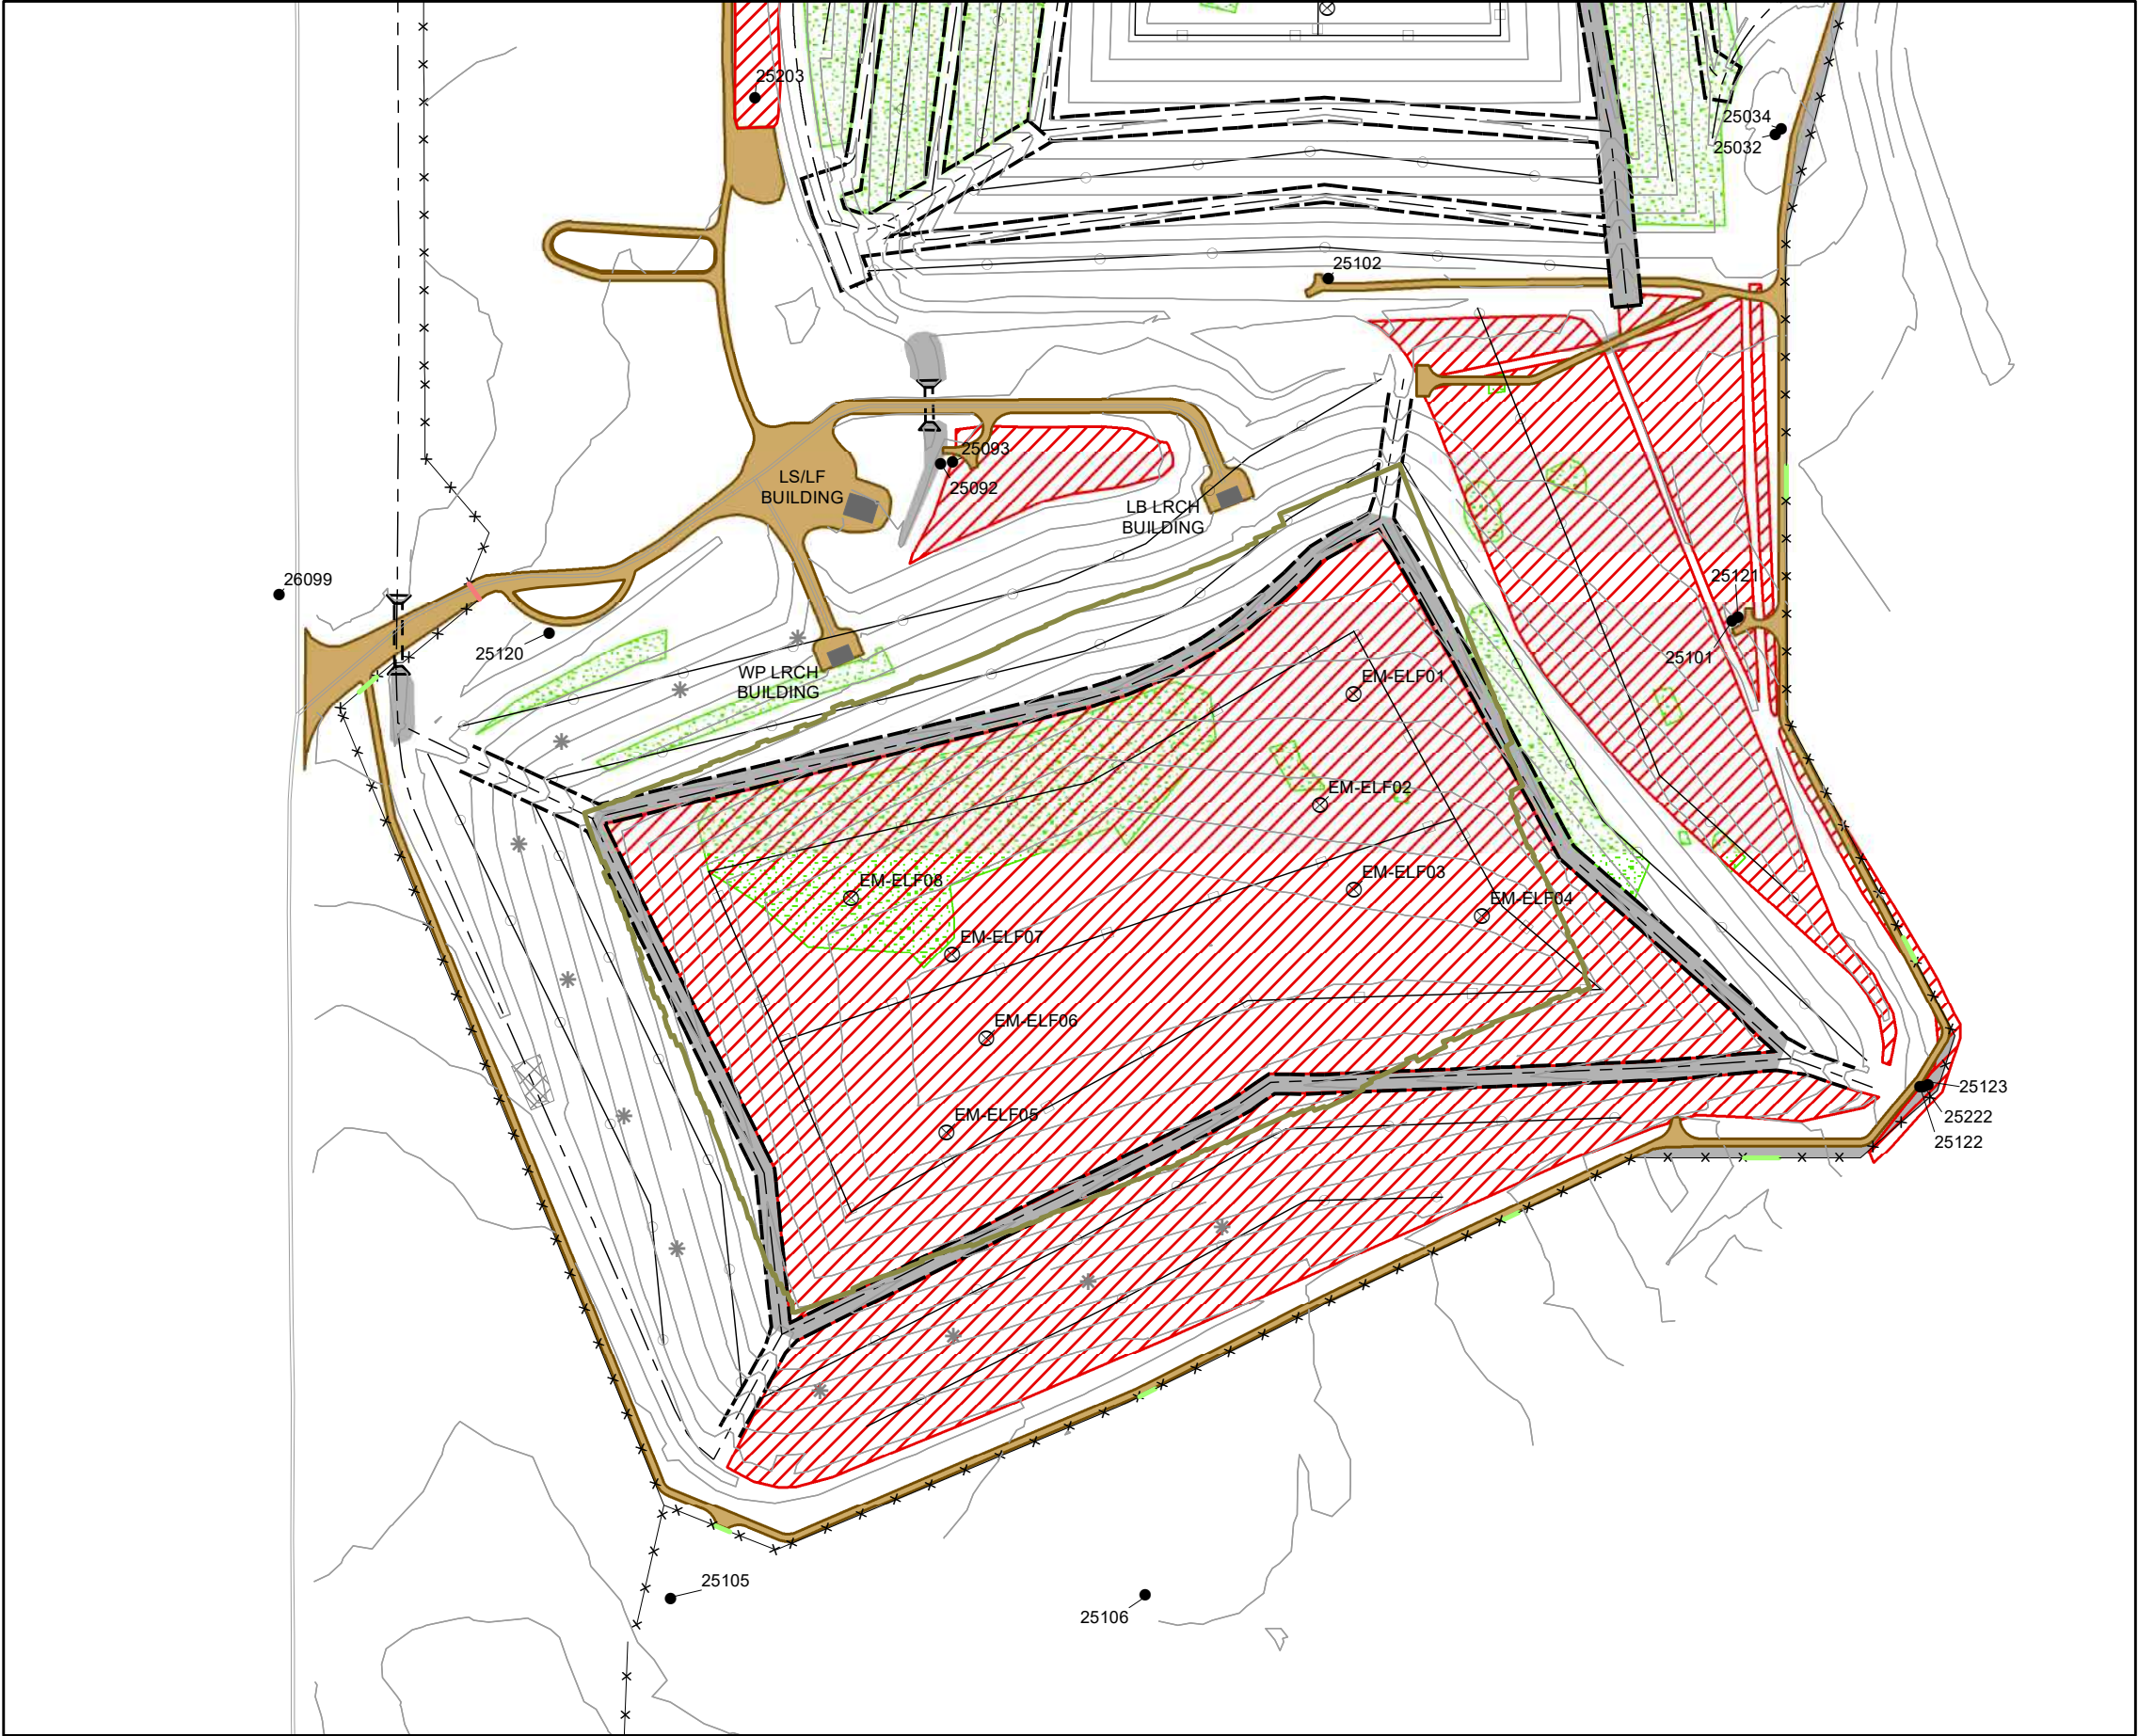 25203
25034
25032
25102
25093
LS/LF
BUILDING
25092
LB LRCH
BUILDING
26099
25121
25120
25101
WP LRCH
BUILDING
EM-ELF01
EM-ELF02
EM-ELF03
EM-ELF08
EM-ELF04
EM-ELF07
EM-ELF06
25123
EM-ELF05
25222
25122
25105
25106